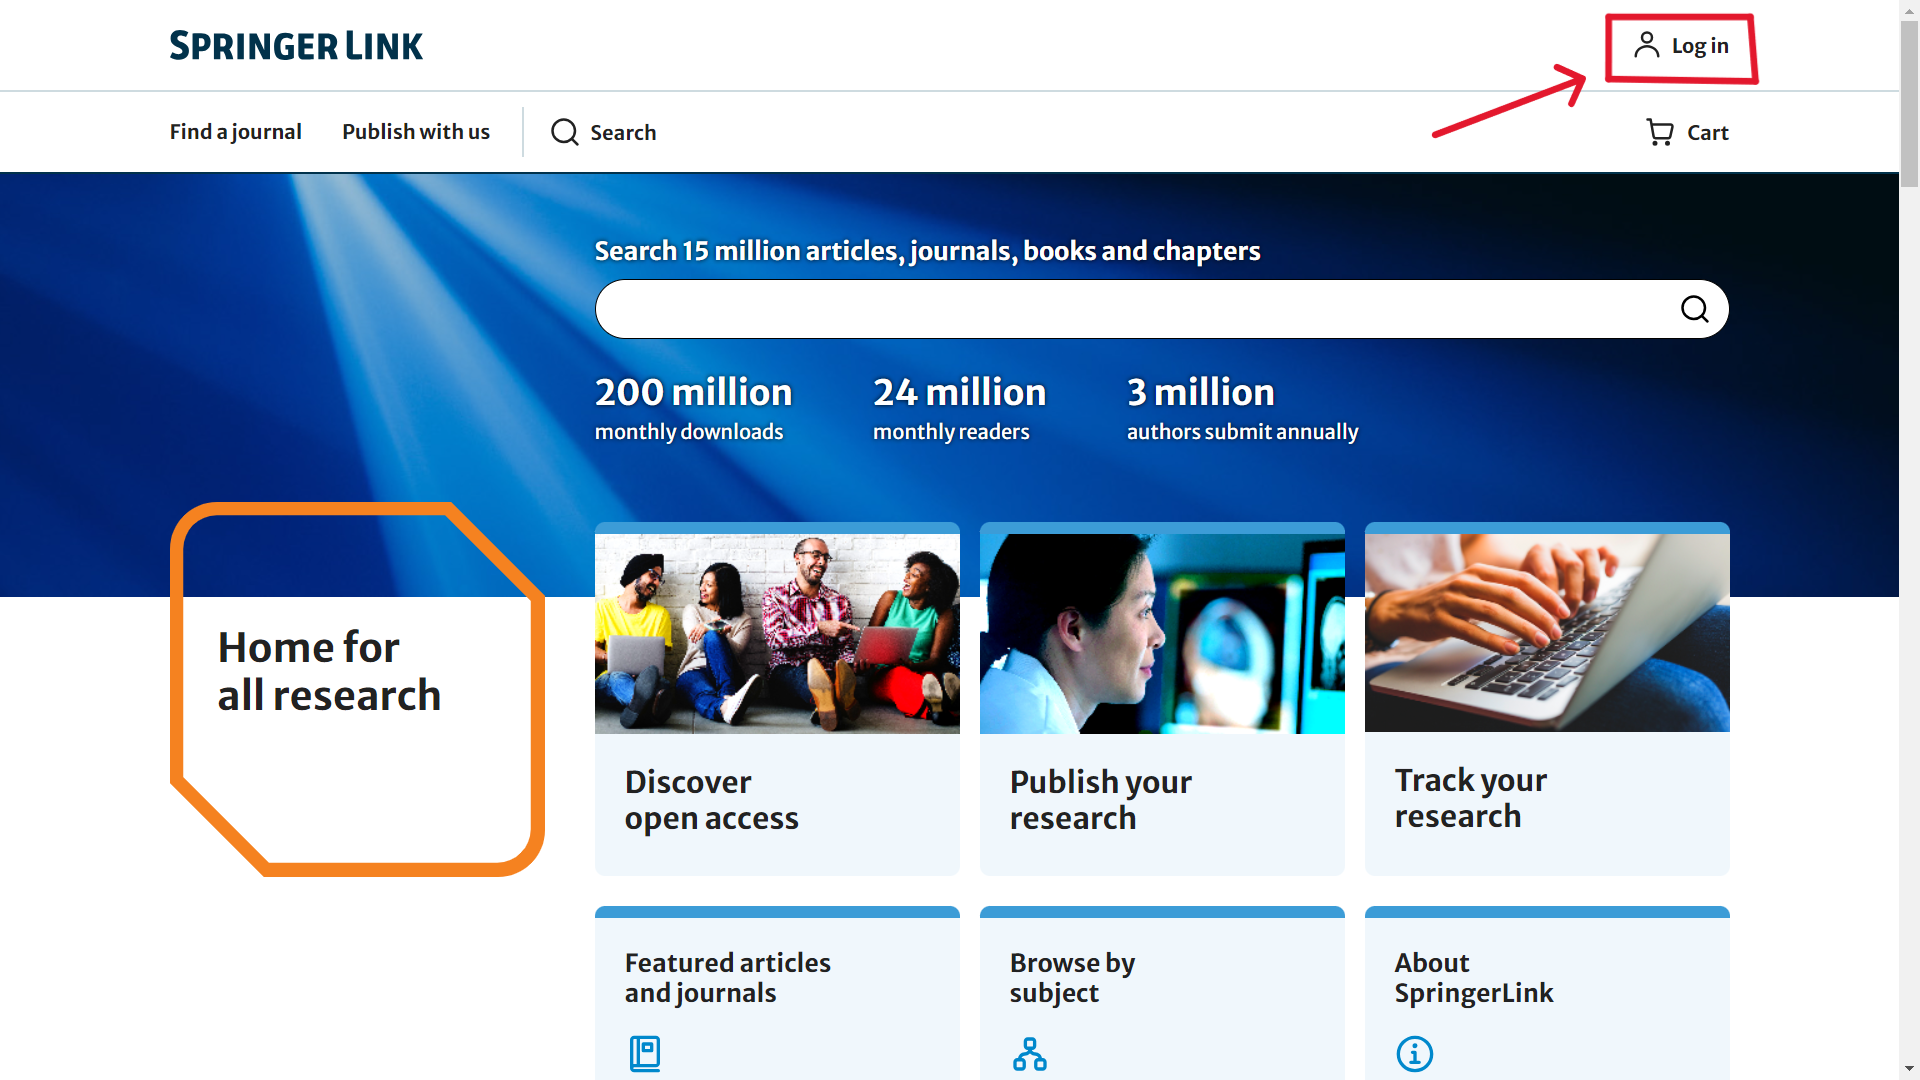 SPRINGER LINK
Log in
Find a journal
Publish with us
Search
Cart
Search 15 million articles, journals, books and chapters
200 million
monthly downloads
24 million
monthly readers
3 million
authors submit annually
Home for
all research
Discover
open access
Publish your
research
Track your
research
Featured articles
and journals
Browse by
subject
About
SpringerLink